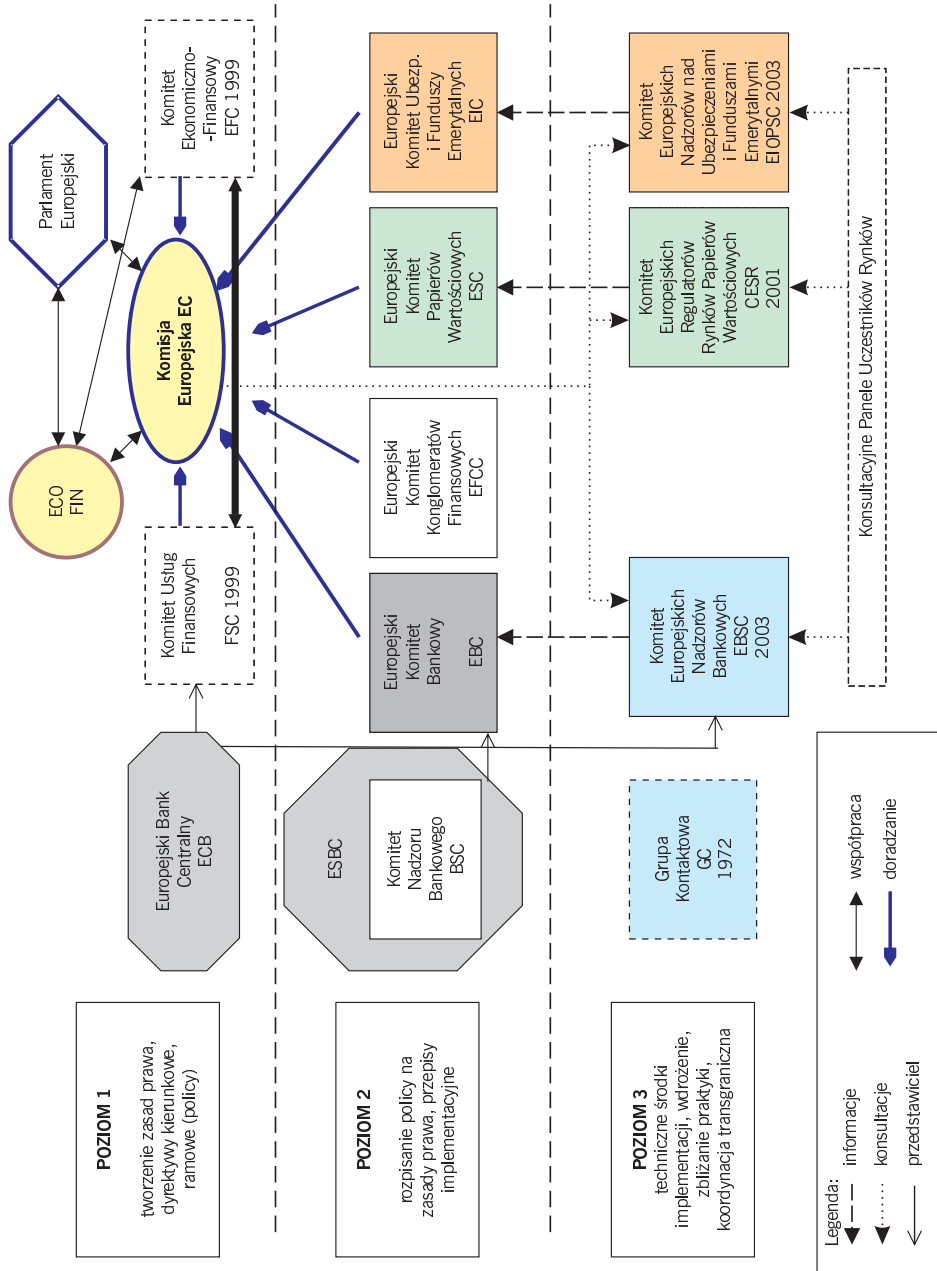 POZIOM 1
tworzenie zasad prawa,
dyrektywy kierunkowe,
ramowe (policy)
Europejski Bank
Centralny
ECB
Komitet Usług
Finansowych
FSC 1999
ECO
FIN
Komisja
Europejska EC
Parlament
Europejski
Komitet
Ekonomiczno-
-Finansowy
EFC 1999
POZIOM 2
rozpisanie policy na
zasady prawa, przepisy
implementacyjne
ESBC
Komitet
Nadzoru
Bankowego
BSC
Europejski
Komitet
Bankowy
EBC
Europejski
Komitet
Konglomeratów
Finansowych
EFCC
Europejski
Komitet
Papierów
Wartościowych
ESC
Europejski
Komitet Ubezp.
i Funduszy
Emerytalnych
EIC
POZIOM 3
techniczne środki
implementacji, wdrożenie,
zbliżanie praktyki,
koordynacja transgraniczna
Grupa
Kontaktowa
GC
1972
Komitet
Europejskich
Nadzorów
Bankowych
EBSC
2003
Komitet
Europejskich
Regulatorów
Rynków Papierów
Wartościowych
CESR
2001
Komitet
Europejskich
Nadzorów nad
Ubezpieczeniami
i Funduszami
Emerytalnymi
EIOPSC 2003
Konsultacyjne Panele Uczestników Rynków
Legenda:
informacje
konsultacje
przedstawiciel
współpraca
doradzanie